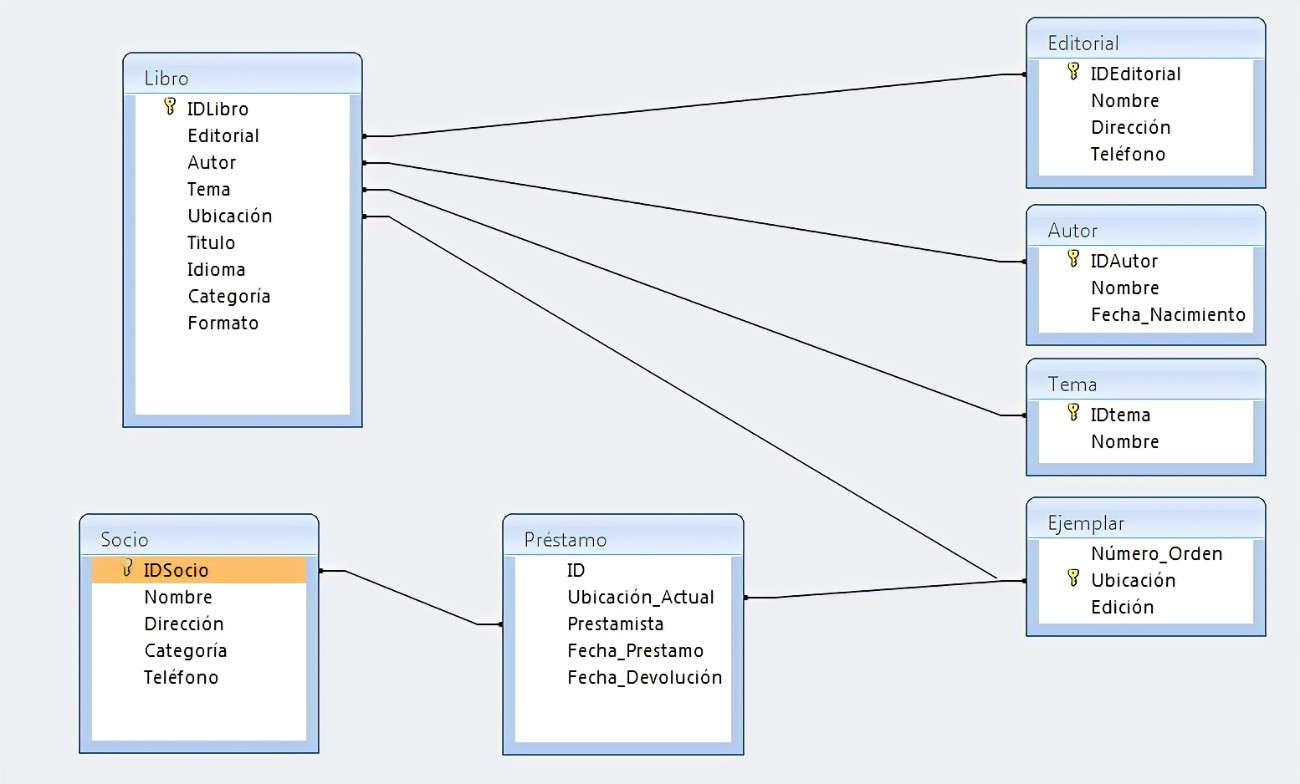 Libro
IDLibro
Editorial
Autor
Tema
Ubicación
Titulo
Idioma
Categoría
Formato
Editorial
IDEditorial
Nombre
Dirección
Teléfono
Autor
IDAutor
Nombre
Fecha_Nacimiento
Tema
IDtema
Nombre
Ejemplar
Número_Orden
Ubicación
Edición
Socio
IDSocio
Nombre
Dirección
Categoría
Teléfono
Préstamo
ID
Ubicación_Actual
Prestamista
Fecha_Prestamo
Fecha_Devolución